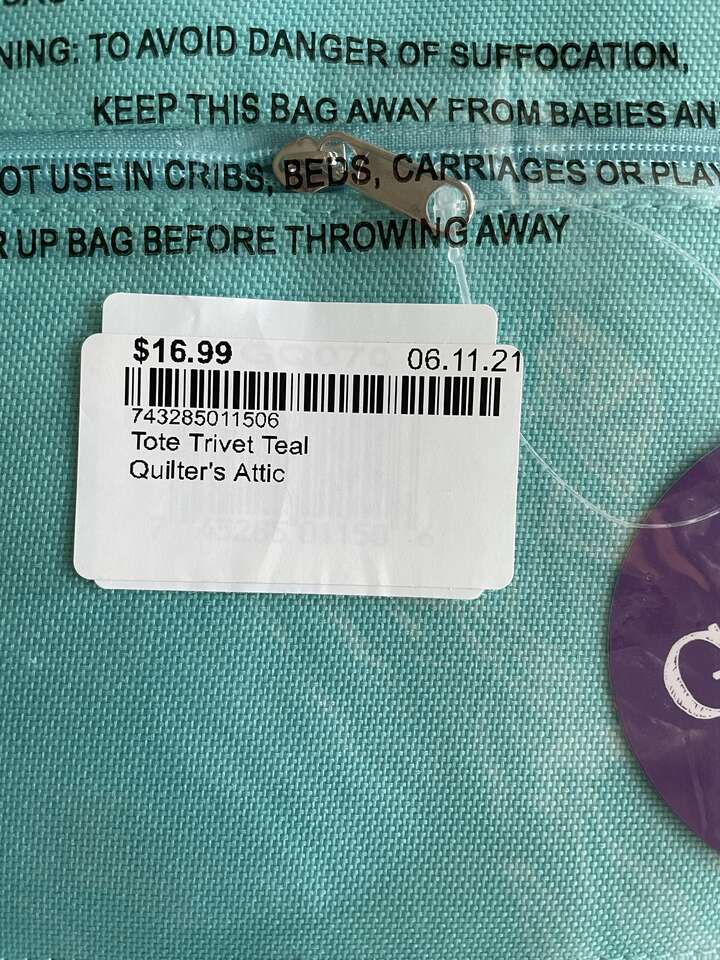 NING: TO AVOID DANGER OF SUFFOCATION,
KEEP THIS BAG AWAY FROM BABIES AN
OT USE IN CRIBS, BEDS, CARRIAGES OR PLAY
R UP BAG BEFORE THROWING AWAY
$16.99 06.11.21
743285011506
Tote Trivet Teal
Quilter's Attic